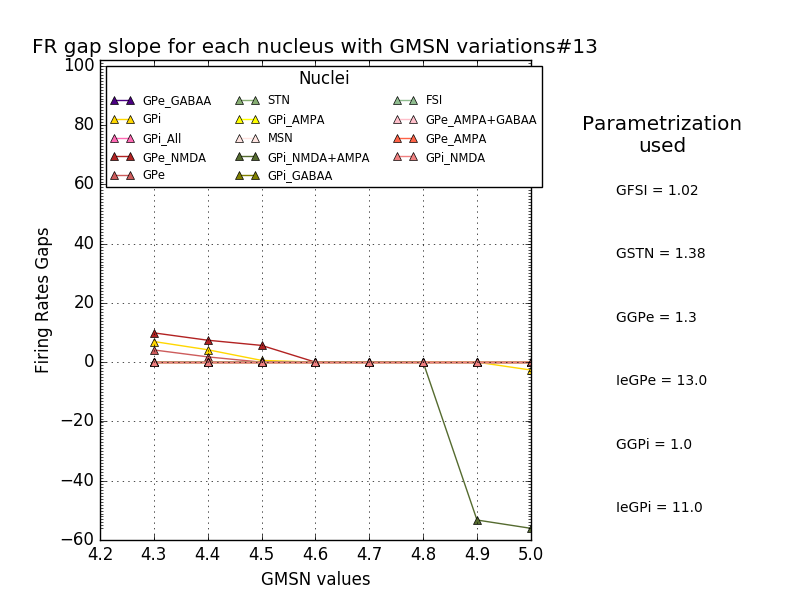 FR gap slope for each nucleus with GMSN variations#13
Nuclei
GPe_GABAA
GPi
GPi_All
GPe_NMDA
GPe
STN
GPi_AMPA
MSN
GPi_NMDA+AMPA
GPi_GABAA
FSI
GPe_AMPA+GABAA
GPe_AMPA
GPi_NMDA
100
80
60
40
20
0
−20
−40
−60
Firing Rates Gaps
4.2 4.3 4.4 4.5 4.6 4.7 4.8 4.9 5.0
GMSN values
Parametrization
used
GFSI = 1.02
GSTN = 1.38
GGPe = 1.3
IeGPe = 13.0
GGPi = 1.0
IeGPi = 11.0